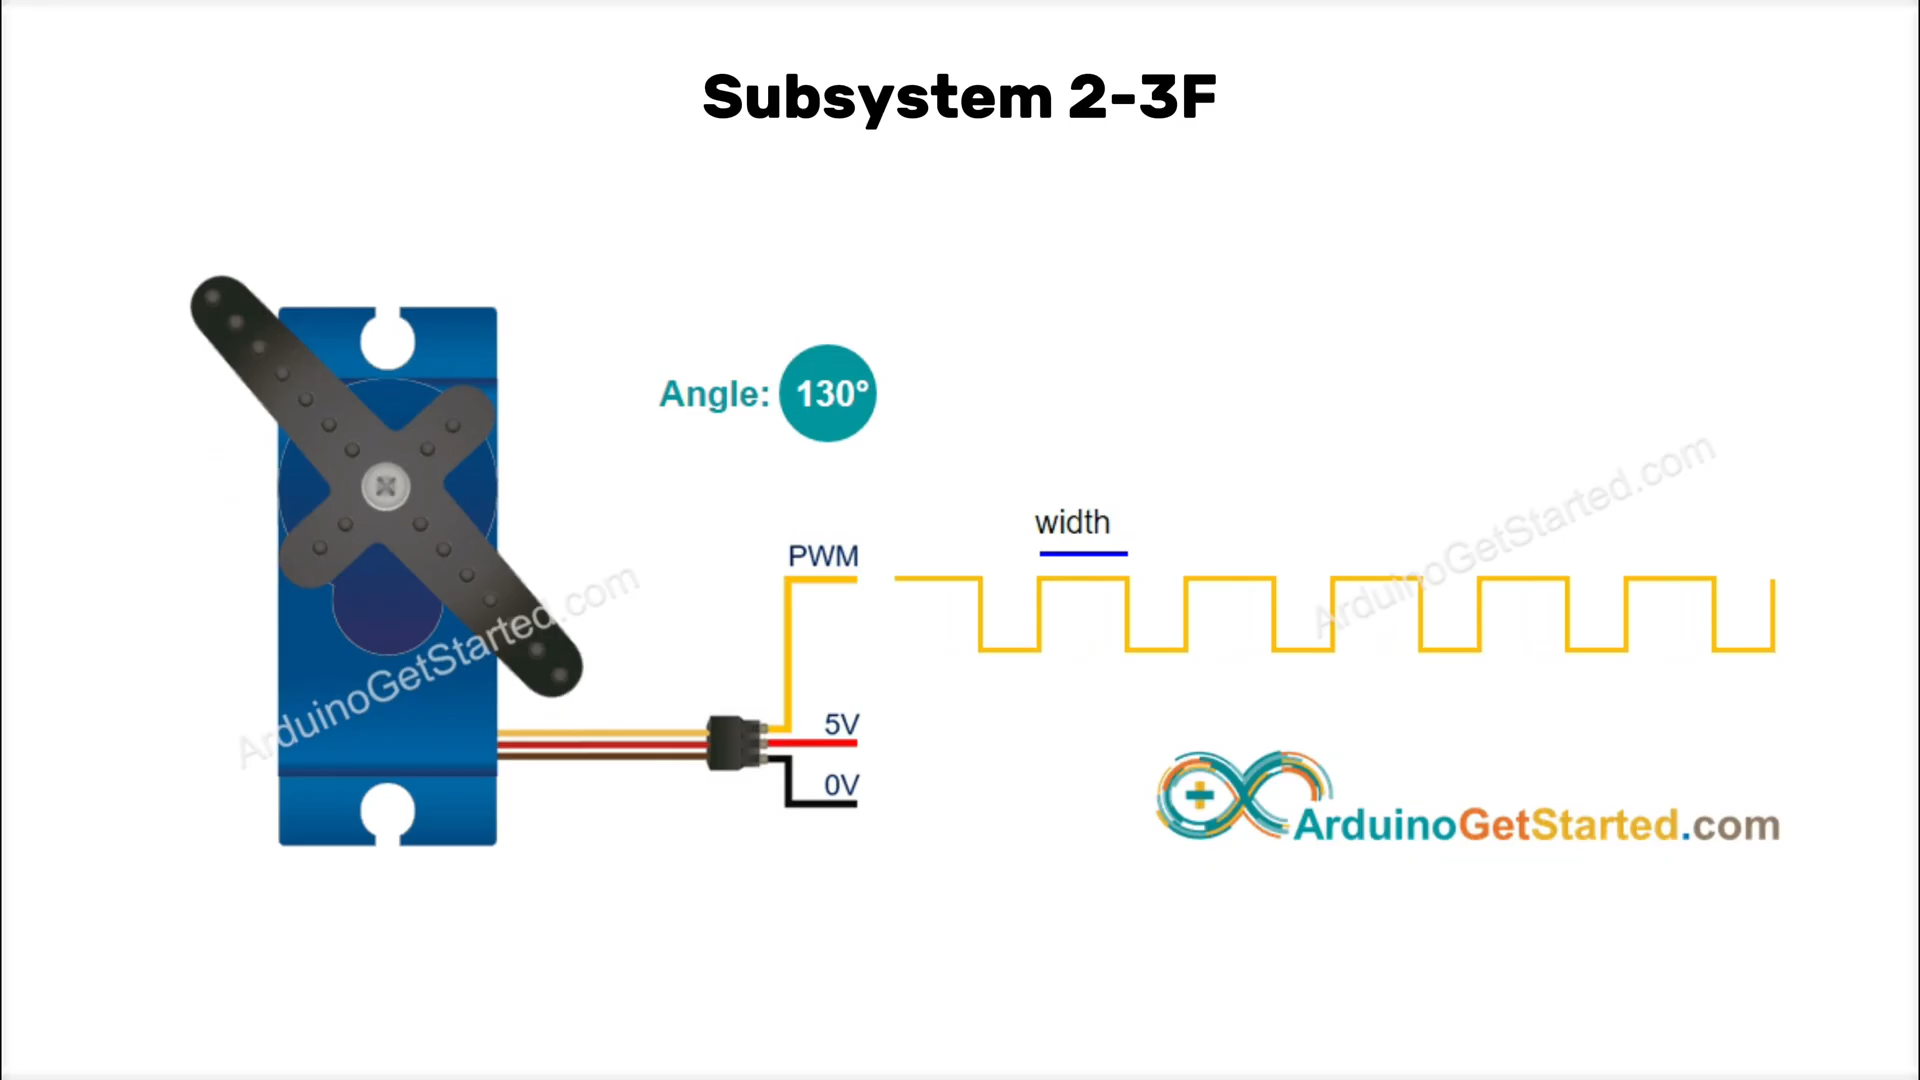 Subsystem 2-3F
Angle: 130°
width
PWM
5V
0V
ArduinoGetStarted.com
ArduinoGetStarted.com
ArduinoGetStarted.com